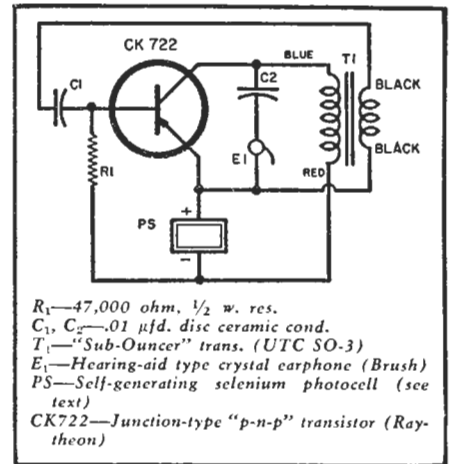 CK 722
BLUE
T1
C1
C2
BLACK
E1
BLACK
R1
RED
+
PS
−
R₁—47,000 ohm, ½ w. res.
C₁, C₂—.01 μfd. disc ceramic cond.
T₁—"Sub-Ouncer" trans. (UTC SO-3)
E₁—Hearing-aid type crystal earphone (Brush)
PS—Self-generating selenium photocell (see
text)
CK722—Junction-type "p-n-p" transistor (Ray-
theon)